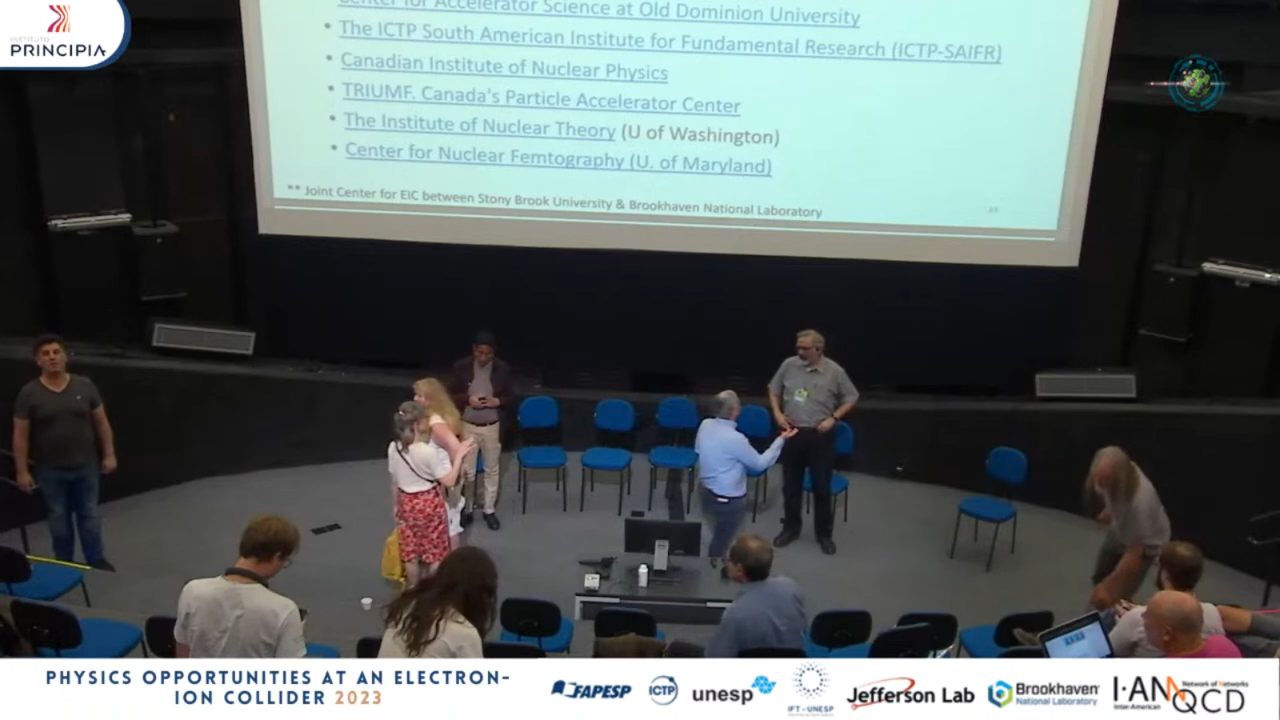 INSTITUTO
PRINCIPIA
Center for Accelerator Science at Old Dominion University
• The ICTP South American Institute for Fundamental Research (ICTP-SAIFR)
• Canadian Institute of Nuclear Physics
• TRIUMF. Canada's Particle Accelerator Center
• The Institute of Nuclear Theory (U of Washington)
• Center for Nuclear Femtography (U. of Maryland)
** Joint Center for EIC between Stony Brook University & Brookhaven National Laboratory
PHYSICS OPPORTUNITIES AT AN ELECTRON-
ION COLLIDER 2023
FAPESP
ICTP
unesp
IFT - UNESP
Jefferson Lab
Brookhaven
National Laboratory
I-ANQCD
Inter-American
Network of Networks